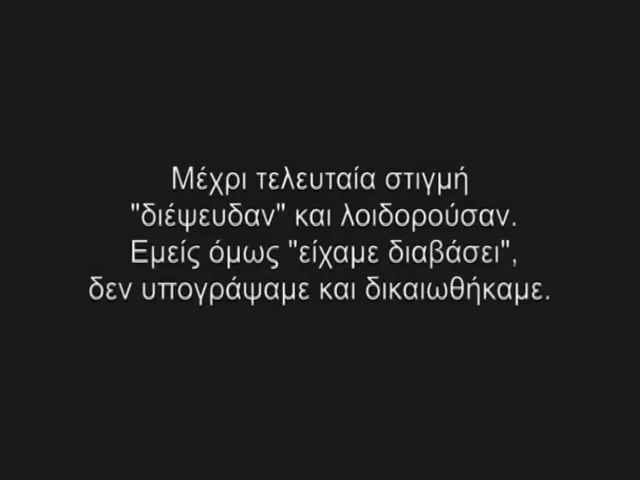 Μέχρι τελευταία στιγμή
"διέψευδαν" και λοιδορούσαν.
Εμείς όμως "είχαμε διαβάσει",
δεν υπογράψαμε και δικαιωθήκαμε.